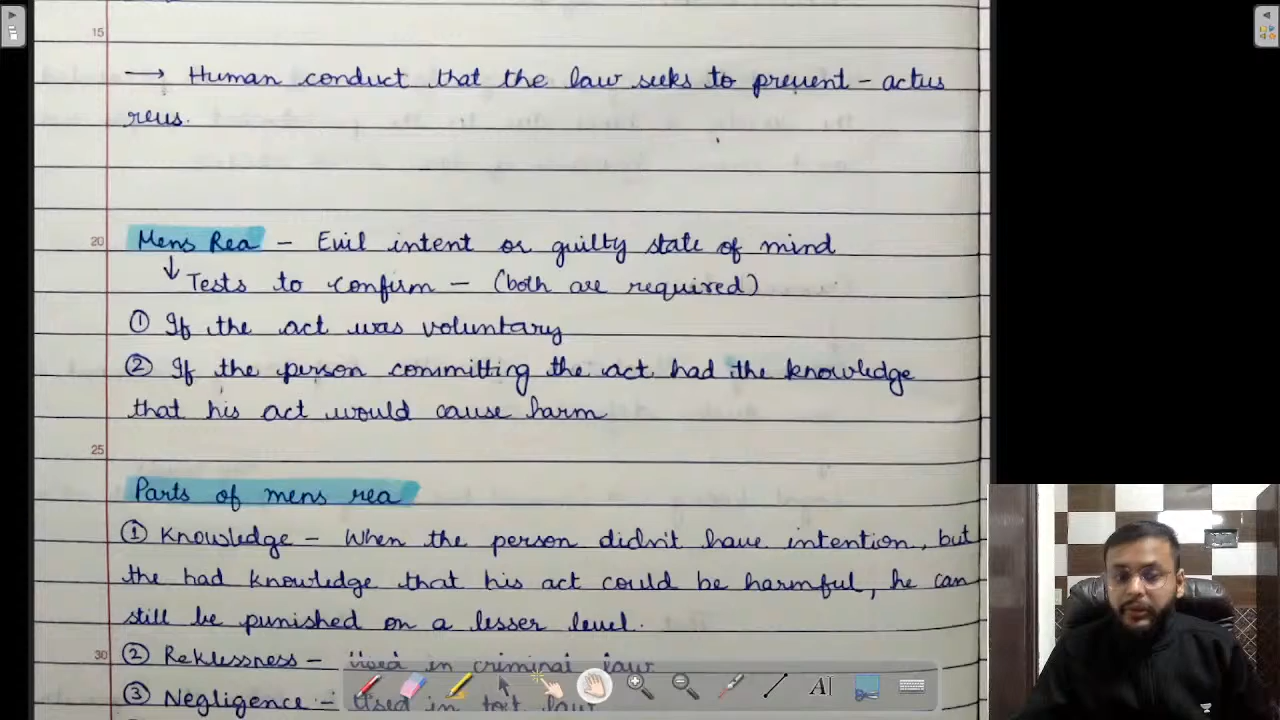 15
→ Human conduct that the law seeks to prevent - actus
reus.
20
Mens Rea - Evil intent or guilty state of mind
↓ Tests to confirm - (both are required)
① If the act was voluntary
② If the person committing the act had the knowledge
that his act would cause harm
25
Parts of mens rea
① Knowledge - When the person didn't have intention, but
the had knowledge that his act could be harmful, he can
still be punished on a lesser level.
30
② Reklessness - Used in criminal law
③ Negligence - Used in tort law
AI